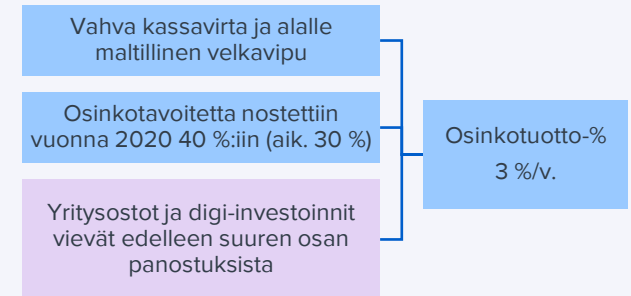 Vahva kassavirta ja alalle
maltillinen velkavipu
Osinkotavoitetta nostettiin
vuonna 2020 40 %:iin (aik. 30 %)
Yritysostot ja digi-investoinnit
vievät edelleen suuren osan
panostuksista
Osinkotuotto-%
3 %/v.